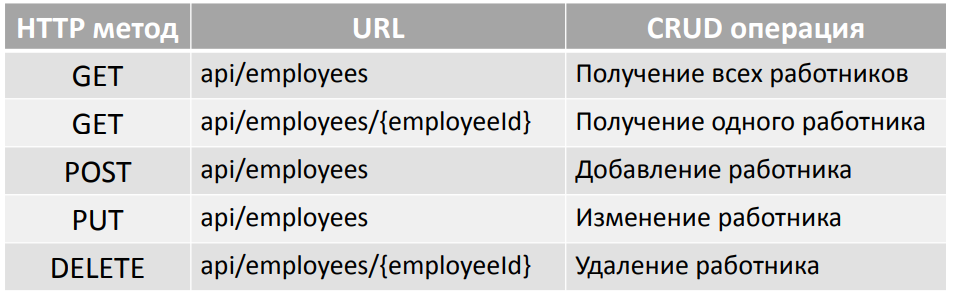 HTTP метод URL CRUD операция
GET api/employees Получение всех работников
GET api/employees/{employeeId} Получение одного работника
POST api/employees Добавление работника
PUT api/employees Изменение работника
DELETE api/employees/{employeeId} Удаление работника